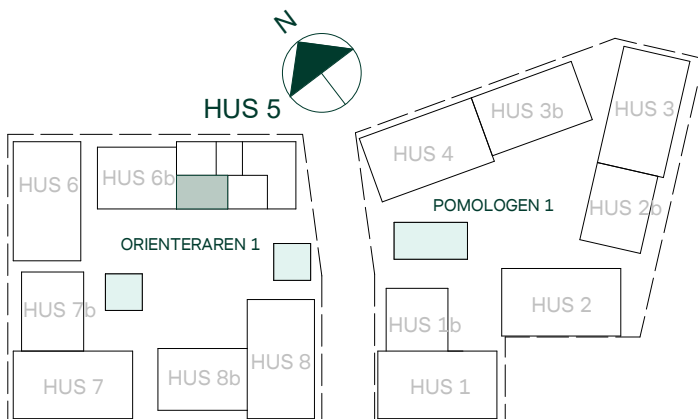 N
HUS 5
HUS 3b
HUS 3
HUS 4
HUS 6b
HUS 6
POMOLOGEN 1
HUS 2b
ORIENTERAREN 1
HUS 7b
HUS 2
HUS 1b
HUS 8
HUS 8b
HUS 7
HUS 1